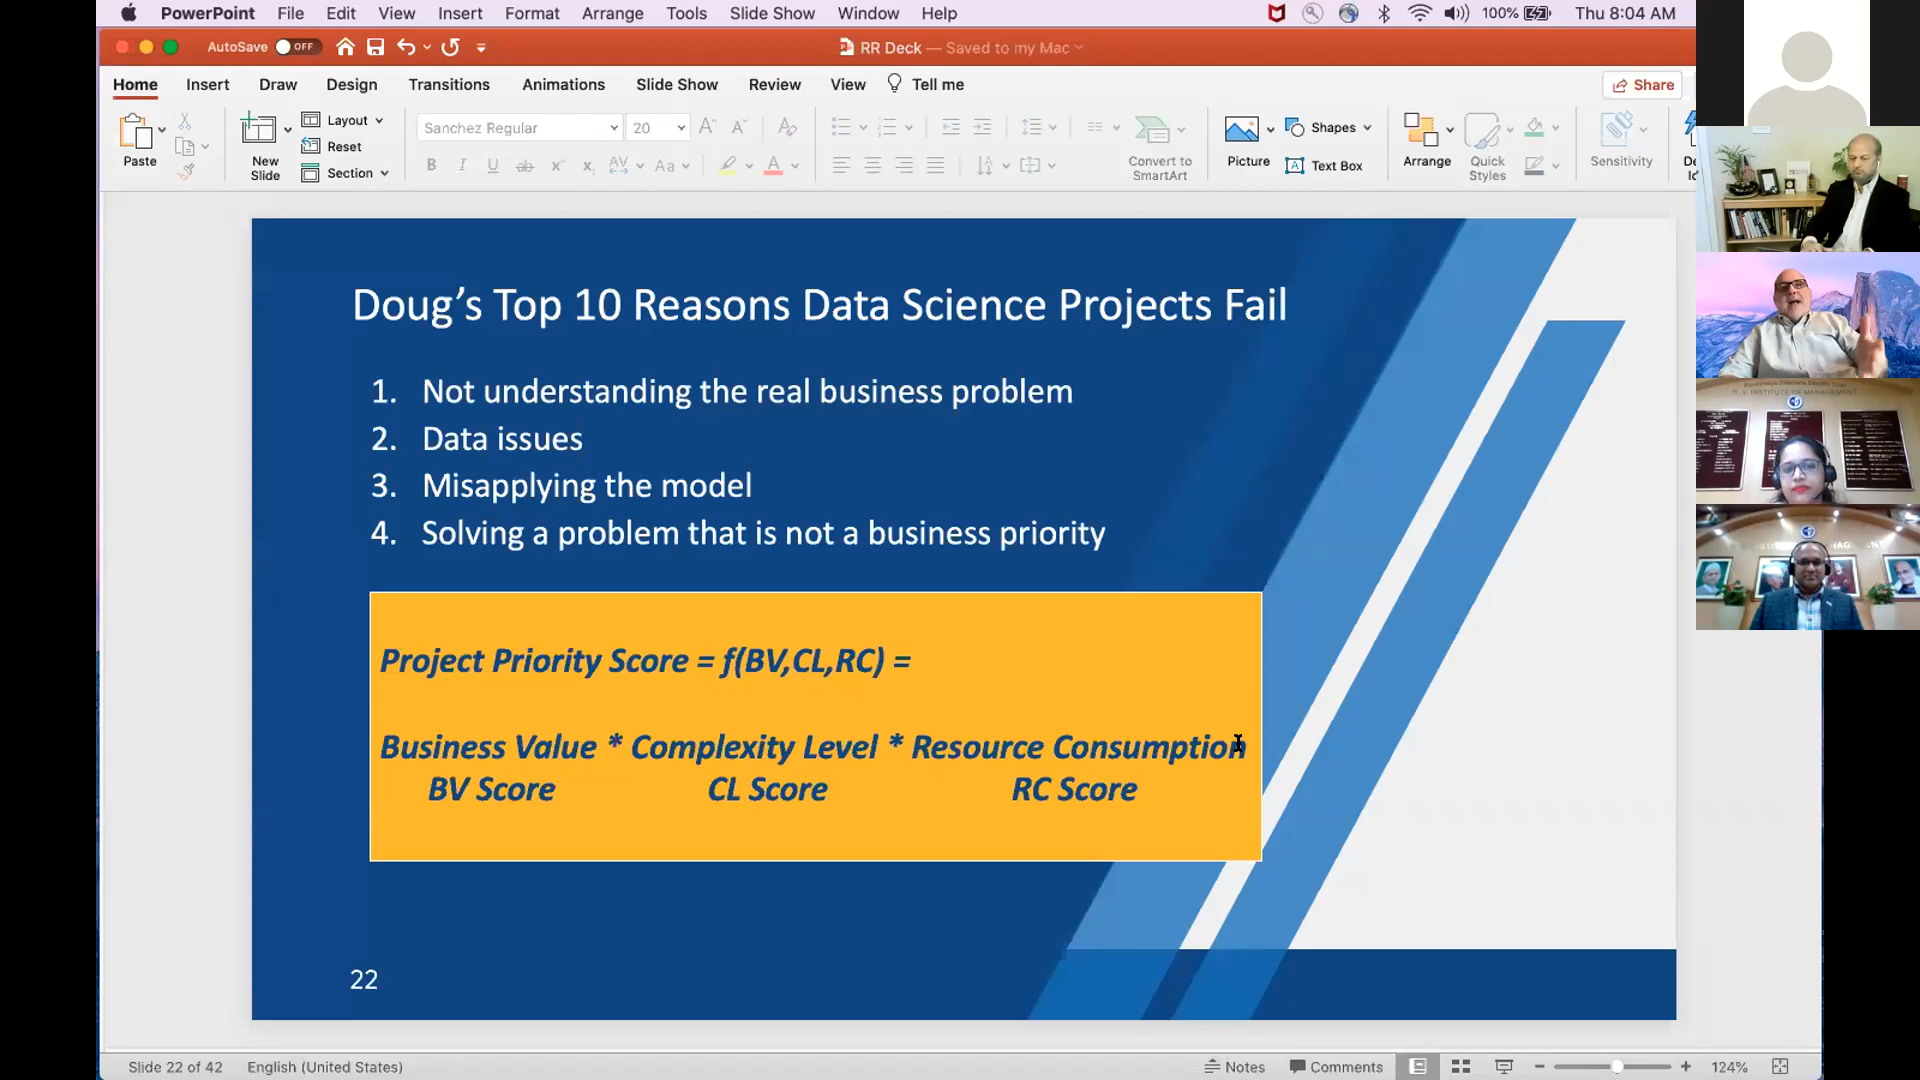 PowerPoint File Edit View Insert Format Arrange Tools Slide Show Window Help 100% Thu 8:04 AM
AutoSave OFF RR Deck — Saved to my Mac
Home Insert Draw Design Transitions Animations Slide Show Review View Tell me Share
Paste
New Slide
Layout
Reset
Section
Sanchez Regular 20
Convert to SmartArt
Picture
Shapes
Text Box
Arrange
Quick Styles
Sensitivity
Doug's Top 10 Reasons Data Science Projects Fail
1. Not understanding the real business problem
2. Data issues
3. Misapplying the model
4. Solving a problem that is not a business priority
Project Priority Score = f(BV,CL,RC) =
Business Value * Complexity Level * Resource Consumption
BV Score CL Score RC Score
22
Slide 22 of 42 English (United States) Notes Comments 124%